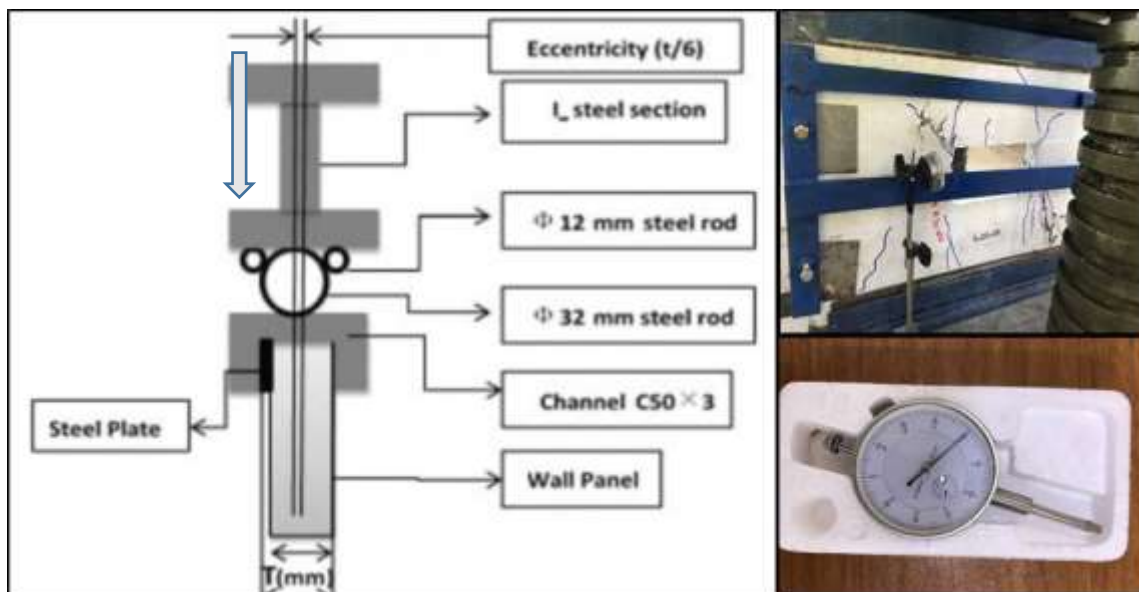 Eccentricity (t/6)
I_ steel section
Φ 12 mm steel rod
Φ 32 mm steel rod
Channel C50 × 3
Steel Plate
Wall Panel
T(mm)